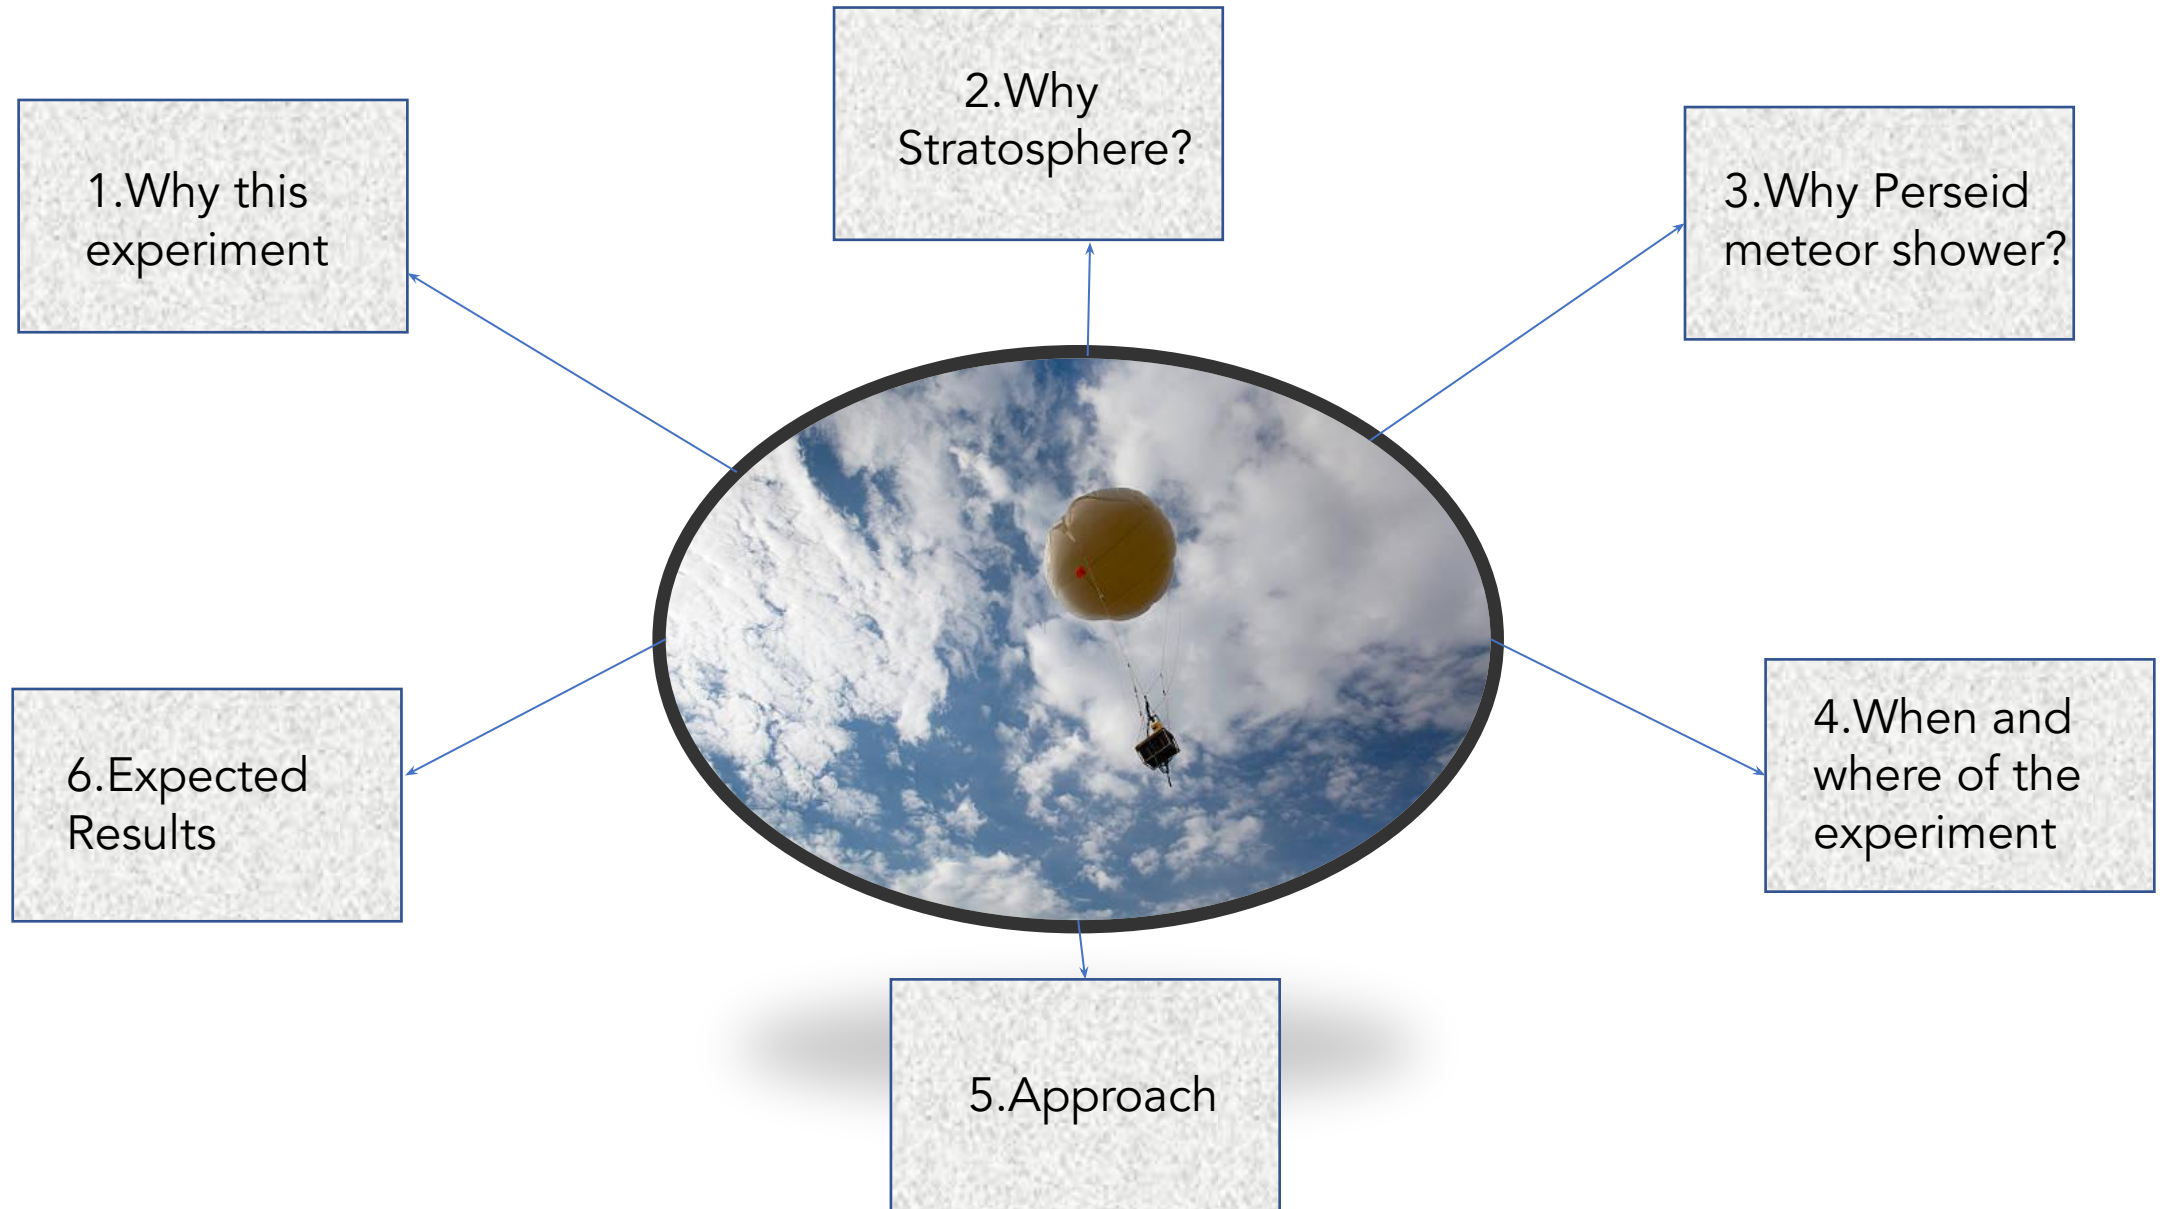 1.Why this
experiment
2.Why
Stratosphere?
3.Why Perseid
meteor shower?
4.When and
where of the
experiment
5.Approach
6.Expected
Results